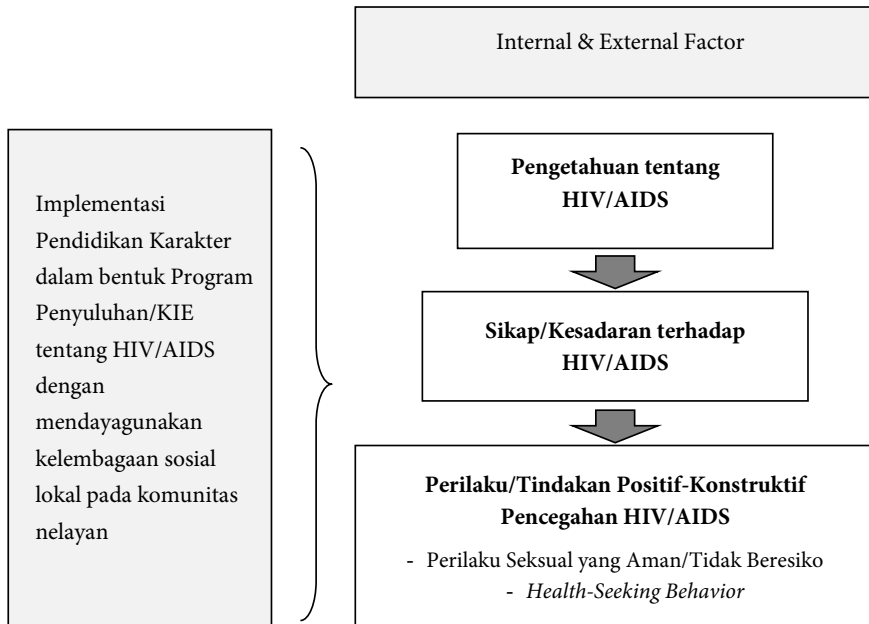 Internal & External Factor
Implementasi
Pendidikan Karakter
dalam bentuk Program
Penyuluhan/KIE
tentang HIV/AIDS
dengan
mendayagunakan
kelembagaan sosial
lokal pada komunitas
nelayan
Pengetahuan tentang
HIV/AIDS
Sikap/Kesadaran terhadap
HIV/AIDS
Perilaku/Tindakan Positif-Konstruktif
Pencegahan HIV/AIDS
- Perilaku Seksual yang Aman/Tidak Beresiko
- Health-Seeking Behavior